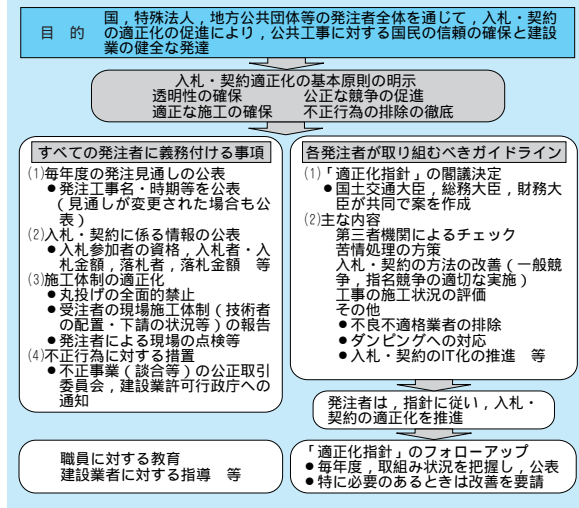 目　的
国，特殊法人，地方公共団体等の発注者全体を通じて，入札・契約
の適正化の促進により，公共工事に対する国民の信頼の確保と建設
業の健全な発達
入札・契約適正化の基本原則の明示
透明性の確保　公正な競争の促進
適正な施工の確保　不正行為の排除の徹底
すべての発注者に義務付ける事項
⑴毎年度の発注見通しの公表
●発注工事名・時期等を公表
（見通しが変更された場合も公
表）
⑵入札・契約に係る情報の公表
●入札参加者の資格，入札者・入
札金額，落札者，落札金額　等
⑶施工体制の適正化
●丸投げの全面的禁止
●受注者の現場施工体制（技術者
の配置・下請の状況等）の報告
●発注者による現場の点検等
⑷不正行為に対する措置
●不正事業（談合等）の公正取引
委員会，建設業許可行政庁への
通知
職員に対する教育
建設業者に対する指導　等
各発注者が取り組むべきガイドライン
⑴「適正化指針」の閣議決定
●国土交通大臣，総務大臣，財務大
臣が共同で案を作成
⑵主な内容
第三者機関によるチェック
苦情処理の方策
入札・契約の方法の改善（一般競
争，指名競争の適切な実施）
工事の施工状況の評価
その他
●不良不適格業者の排除
●ダンピングへの対応
●入札・契約のIT化の推進　等
発注者は，指針に従い，入札・
契約の適正化を推進
「適正化指針」のフォローアップ
●毎年度，取組み状況を把握し，公表
●特に必要のあるときは改善を要請